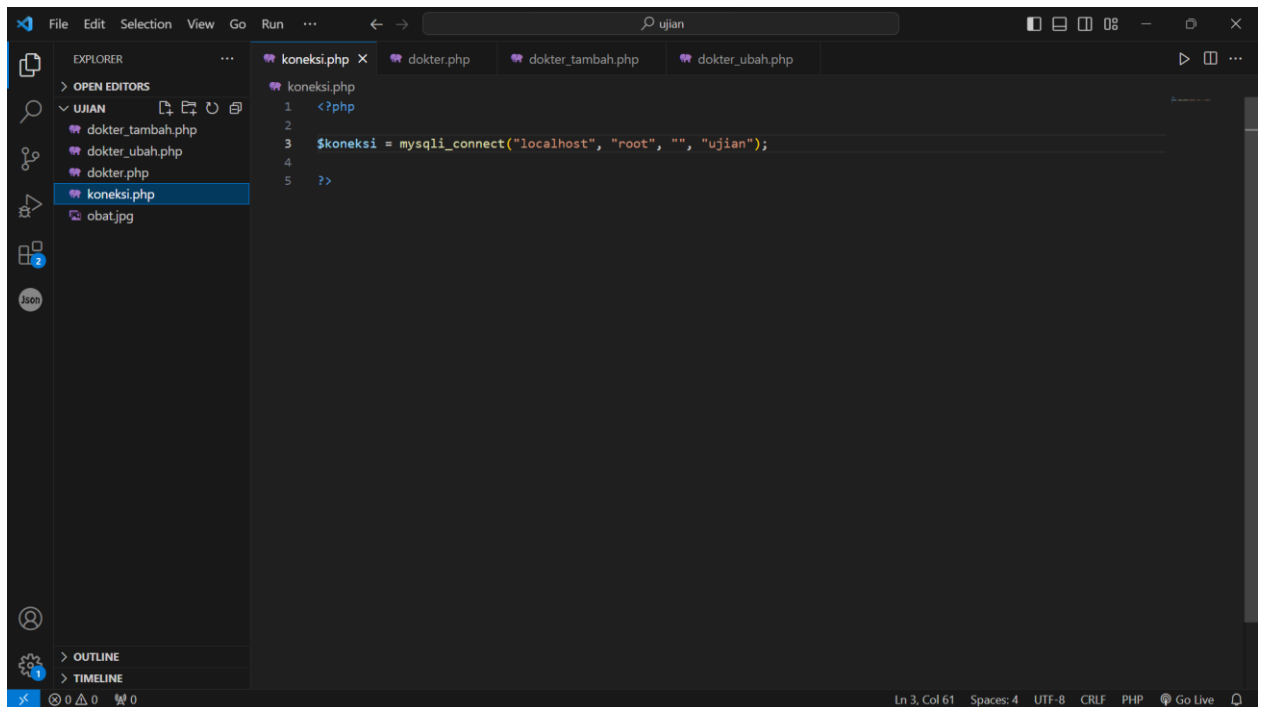 File Edit Selection View Go Run ··· ujian
EXPLORER ···
OPEN EDITORS
UJIAN
dokter_tambah.php
dokter_ubah.php
dokter.php
koneksi.php
obat.jpg
koneksi.php dokter.php dokter_tambah.php dokter_ubah.php
koneksi.php
1 <?php
2
3 $koneksi = mysqli_connect("localhost", "root", "", "ujian");
4
5 ?>
2
Json
1
OUTLINE
TIMELINE
0 0 0 Ln 3, Col 61 Spaces: 4 UTF-8 CRLF PHP Go Live